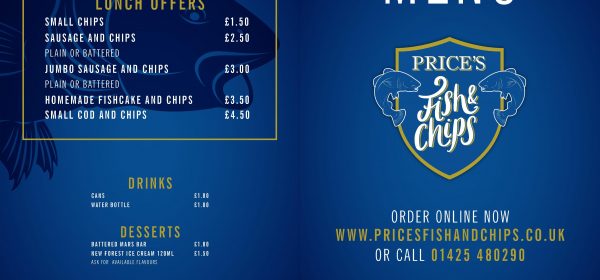 LUNCH OFFERS
SMALL CHIPS £1.50
SAUSAGE AND CHIPS £2.50
PLAIN OR BATTERED
JUMBO SAUSAGE AND CHIPS £3.00
PLAIN OR BATTERED
HOMEMADE FISHCAKE AND CHIPS £3.50
SMALL COD AND CHIPS £4.50
DRINKS
CANS £1.00
WATER BOTTLE £1.00
DESSERTS
BATTERED MARS BAR £1.00
NEW FOREST ICE CREAM 120ML £1.50
ASK FOR AVAILABLE FLAVOURS
MENU
PRICE'S
Fish &
Chips
ORDER ONLINE NOW
WWW.PRICESFISHANDCHIPS.CO.UK
OR CALL 01425 480290